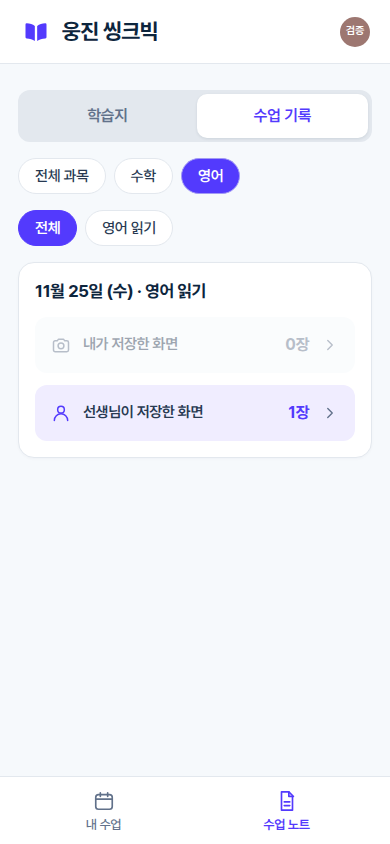 웅진 씽크빅
검증
학습지
수업 기록
전체 과목
수학
영어
전체
영어 읽기
11월 25일 (수) · 영어 읽기
내가 저장한 화면
0장
선생님이 저장한 화면
1장
내 수업
수업 노트